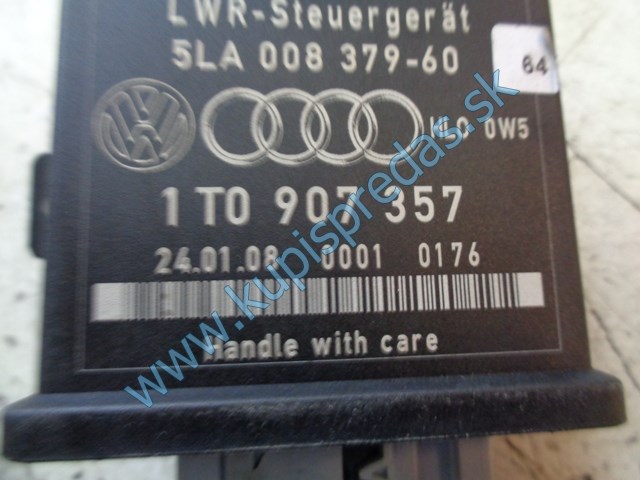 LWR-Steuergerät
5LA 008 379-60
64
HLO 0W5
1T0 907 357
24.01.08 0001 0176
Handle with care
www.kupispredas.sk